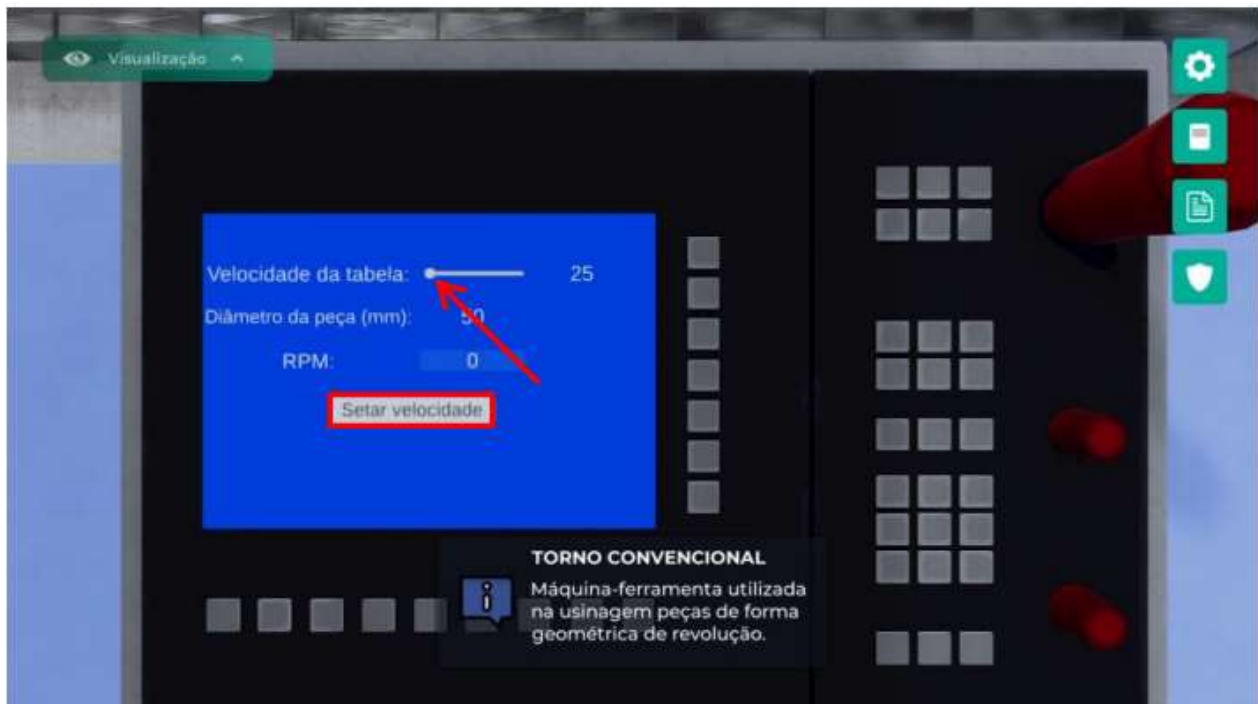 Visualização
Velocidade da tabela: 25
Diâmetro da peça (mm): 50
RPM: 0
Setar velocidade
TORNO CONVENCIONAL
Máquina-ferramenta utilizada
na usinagem peças de forma
geométrica de revolução.